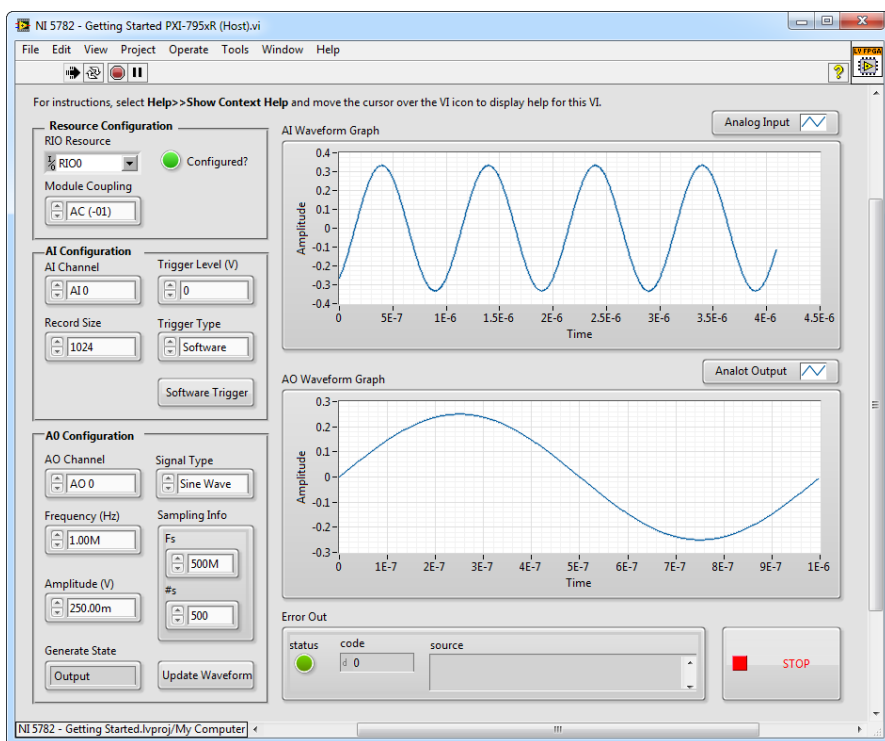 NI 5782 - Getting Started PXI-795xR (Host).vi
File Edit View Project Operate Tools Window Help
LV FPGA
For instructions, select Help>>Show Context Help and move the cursor over the VI icon to display help for this VI.
Resource Configuration
RIO Resource
I/O RIO0
Configured?
Module Coupling
AC (-01)
AI Configuration
AI Channel
Trigger Level (V)
AI 0
0
Record Size
Trigger Type
1024
Software
Software Trigger
A0 Configuration
AO Channel
Signal Type
AO 0
Sine Wave
Frequency (Hz)
Sampling Info
1.00M
Fs
500M
Amplitude (V)
#s
250.00m
500
Generate State
Output
Update Waveform
AI Waveform Graph
Analog Input
Amplitude
0.4
0.3
0.2
0.1
0
-0.1
-0.2
-0.3
-0.4
0 5E-7 1E-6 1.5E-6 2E-6 2.5E-6 3E-6 3.5E-6 4E-6 4.5E-6
Time
AO Waveform Graph
Analot Output
Amplitude
0.3
0.2
0.1
0
-0.1
-0.2
-0.3
0 1E-7 2E-7 3E-7 4E-7 5E-7 6E-7 7E-7 8E-7 9E-7 1E-6
Time
Error Out
status code source
d 0
STOP
NI 5782 - Getting Started.lvproj/My Computer